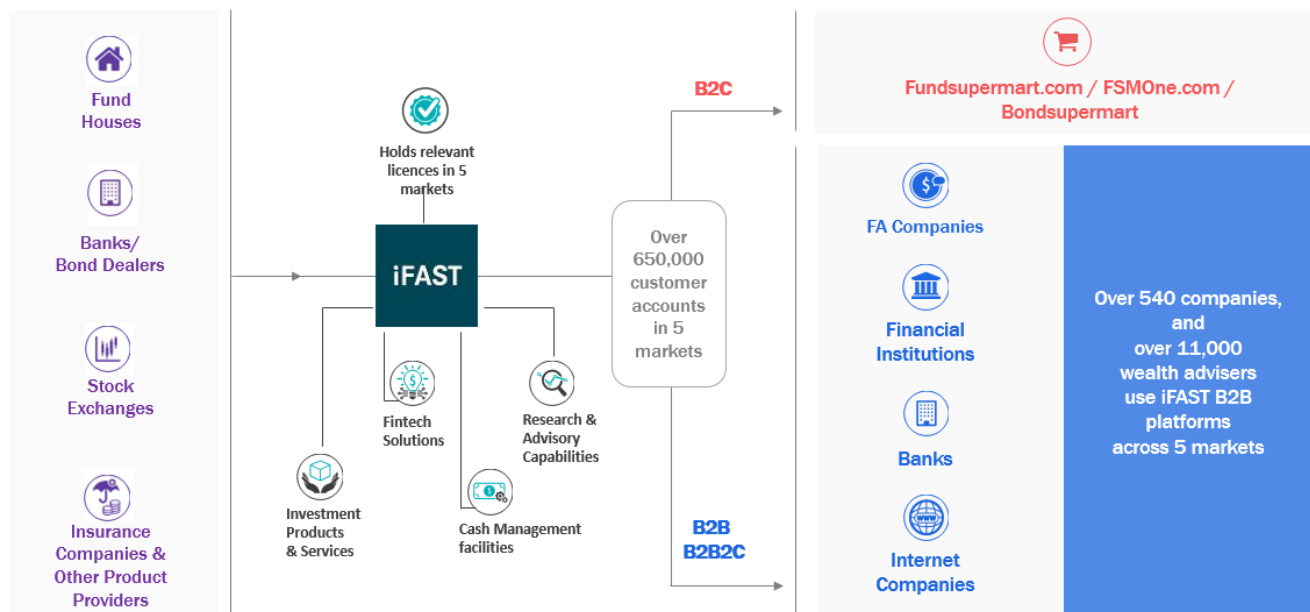 Fund
Houses
Banks/
Bond Dealers
Stock
Exchanges
Insurance
Companies &
Other Product
Providers
Holds relevant
licences in 5
markets
iFAST
Fintech
Solutions
Research &
Advisory
Capabilities
Investment
Products
& Services
Cash Management
facilities
Over
650,000
customer
accounts
in 5
markets
B2C
B2B
B2B2C
Fundsupermart.com / FSMOne.com /
Bondsupermart
FA Companies
Financial
Institutions
Banks
Internet
Companies
Over 540 companies,
and
over 11,000
wealth advisers
use iFAST B2B
platforms
across 5 markets